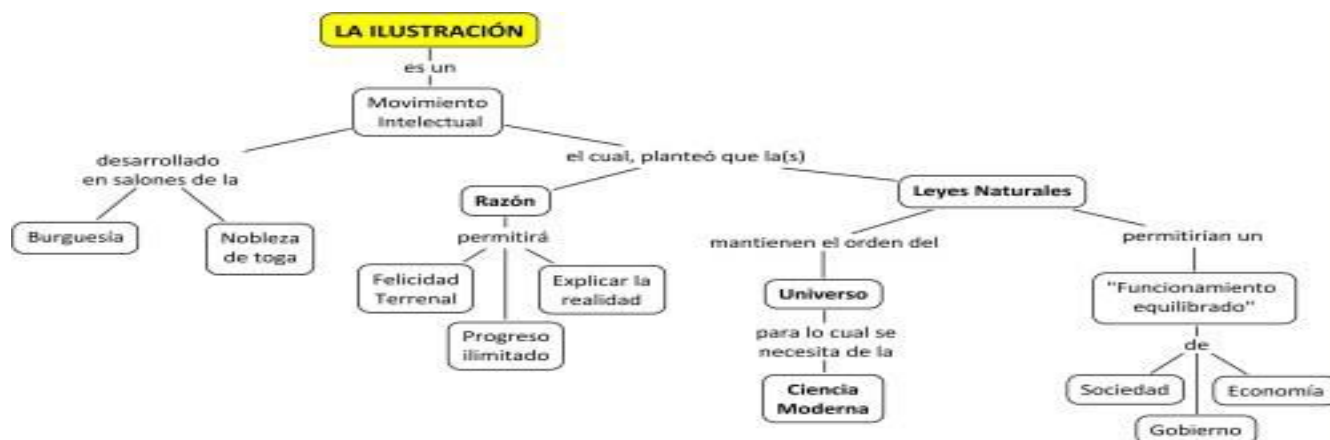 LA ILUSTRACIÓN
es un
Movimiento
Intelectual
desarrollado
en salones de la
Burguesía
Nobleza
de toga
el cual, planteó que la(s)
Razón
permitirá
Felicidad
Terrenal
Progreso
ilimitado
Explicar la
realidad
Leyes Naturales
mantienen el orden del
Universo
para lo cual se
necesita de la
Ciencia
Moderna
permitirían un
"Funcionamiento
equilibrado"
de
Sociedad
Gobierno
Economía